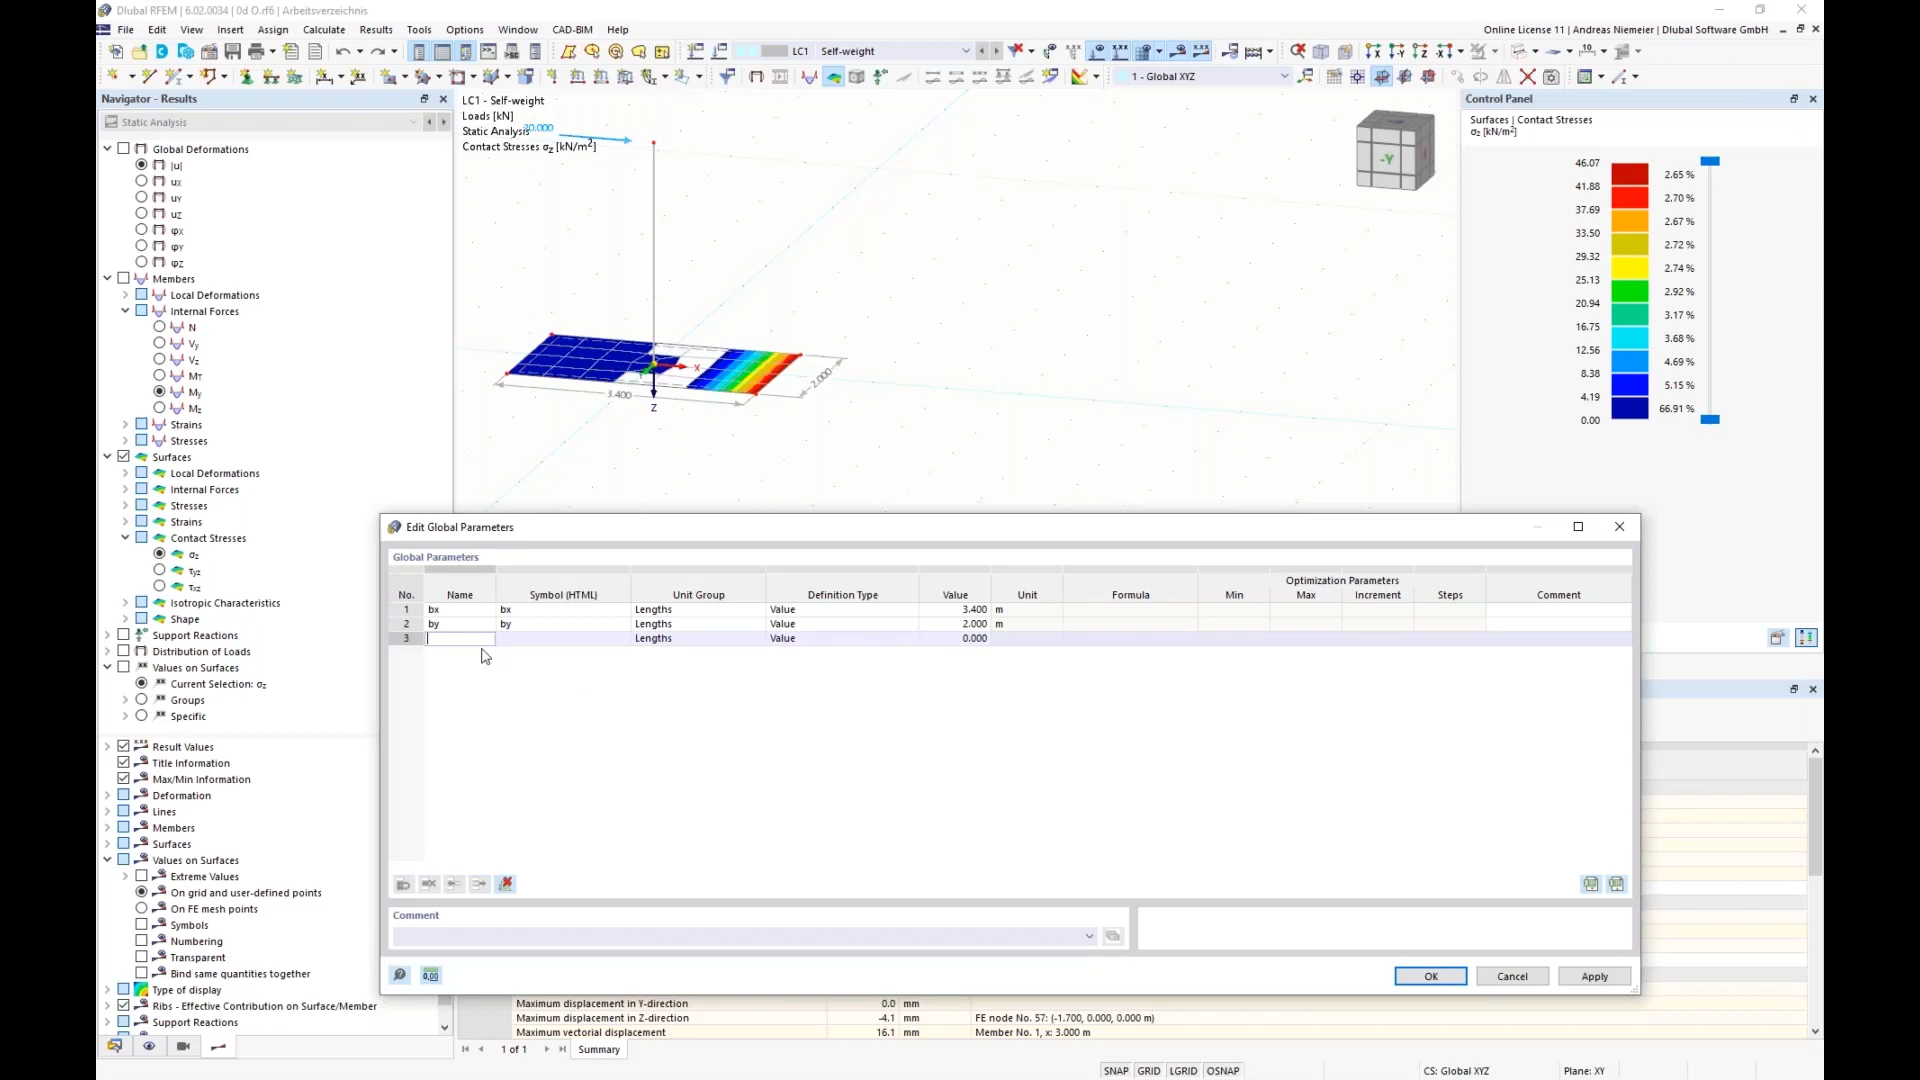 Dlubal RFEM | 6.02.0034 | 0d O.rf6 | Arbeitsverzeichnis
File Edit View Insert Assign Calculate Results Tools Options Window CAD-BIM Help
Online License 11 | Andreas Niemeier | Dlubal Software GmbH
LC1 Self-weight
1 - Global XYZ
Navigator - Results
Static Analysis
Global Deformations
|u|
uX
uY
uZ
φX
φY
φZ
Members
Local Deformations
Internal Forces
N
Vy
Vz
MT
My
Mz
Strains
Stresses
Surfaces
Local Deformations
Internal Forces
Stresses
Strains
Contact Stresses
σz
τyz
τxz
Isotropic Characteristics
Shape
Support Reactions
Distribution of Loads
Values on Surfaces
Current Selection: σz
Groups
Specific
Result Values
Title Information
Max/Min Information
Deformation
Lines
Members
Surfaces
Values on Surfaces
Extreme Values
On grid and user-defined points
On FE mesh points
Symbols
Numbering
Transparent
Bind same quantities together
Type of display
Ribs - Effective Contribution on Surface/Member
Support Reactions
LC1 - Self-weight
Loads [kN]
Static Analysis
Contact Stresses σz [kN/m2]
3.400
2.000
X
Z
-Y
Control Panel
Surfaces | Contact Stresses
σz [kN/m2]
46.07
2.65 %
41.88
2.70 %
37.69
2.67 %
33.50
2.72 %
29.32
2.74 %
25.13
2.92 %
20.94
3.17 %
16.75
3.68 %
12.56
4.69 %
8.38
5.15 %
4.19
66.91 %
0.00
Edit Global Parameters
Global Parameters
Optimization Parameters
No. Name Symbol (HTML) Unit Group Definition Type Value Unit Formula Min Max Increment Steps Comment
1 bx bx Lengths Value 3.400 m
2 by by Lengths Value 2.000 m
3 Lengths Value 0.000
Comment
0.00
OK Cancel Apply
Maximum displacement in Y-direction 0.0 mm
Maximum displacement in Z-direction -4.1 mm FE node No. 57: (-1.700, 0.000, 0.000 m)
Maximum vectorial displacement 16.1 mm Member No. 1, x: 3.000 m
1 of 1 Summary
SNAP GRID LGRID OSNAP CS: Global XYZ Plane: XY